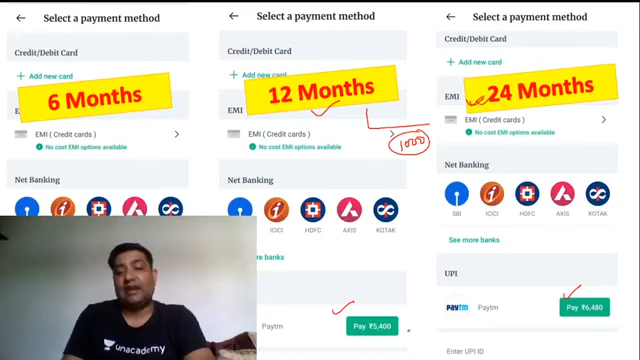 Select a payment method
Credit/Debit Card
Add new card
6 Months
EMI (Credit cards)
No cost EMI options available
Net Banking
unacademy
Select a payment method
Credit/Debit Card
Add new card
12 Months
EMI
1000
EMI (Credit cards)
No cost EMI options available
Net Banking
ICICI HDFC AXIS KOTAK
banks
Paytm
Pay ₹5,400
Select a payment method
Credit/Debit Card
Add new card
24 Months
EMI
EMI (Credit cards)
No cost EMI options available
Net Banking
SBI ICICI HDFC AXIS KOTAK
See more banks
UPI
Paytm Paytm
Pay ₹6,480
Enter UPI ID